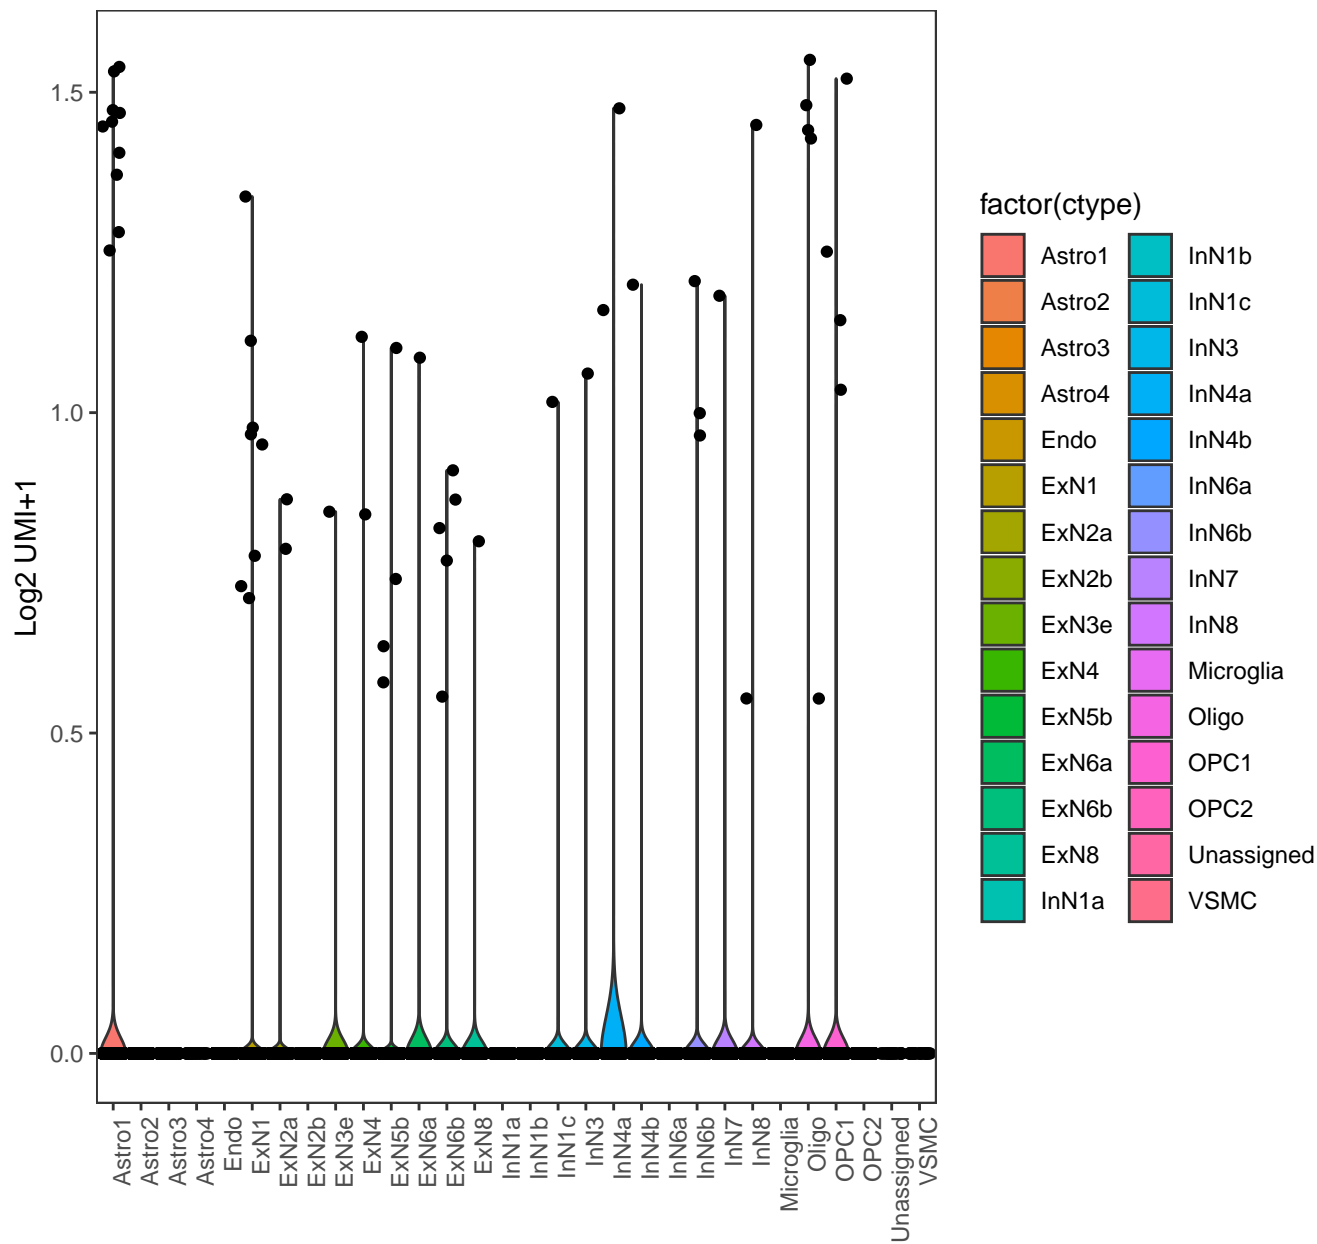 Log2 UMI+1
1.5
1.0
0.5
0.0
Astro1
Astro2
Astro3
Astro4
Endo
ExN1
ExN2a
ExN2b
ExN3e
ExN4
ExN5b
ExN6a
ExN6b
ExN8
InN1a
InN1b
InN1c
InN3
InN4a
InN4b
InN6a
InN6b
InN7
InN8
Microglia
Oligo
OPC1
OPC2
Unassigned
VSMC
factor(ctype)
Astro1
Astro2
Astro3
Astro4
Endo
ExN1
ExN2a
ExN2b
ExN3e
ExN4
ExN5b
ExN6a
ExN6b
ExN8
InN1a
InN1b
InN1c
InN3
InN4a
InN4b
InN6a
InN6b
InN7
InN8
Microglia
Oligo
OPC1
OPC2
Unassigned
VSMC